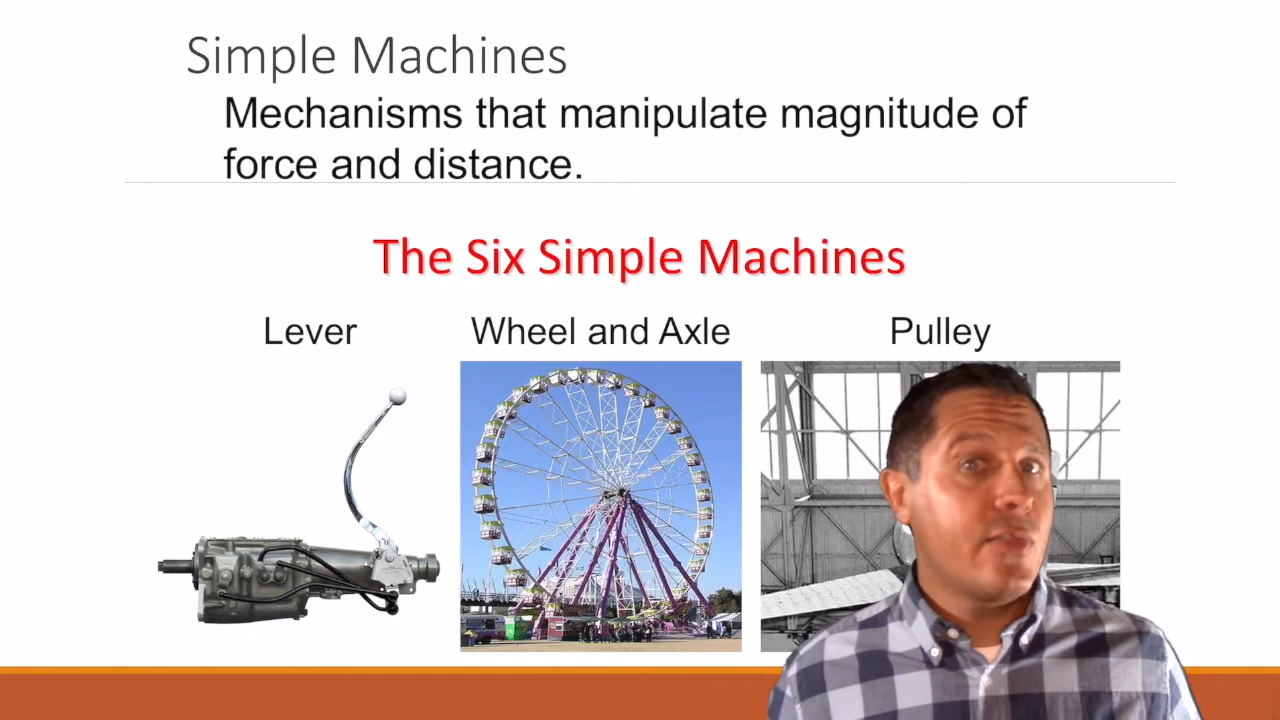 Simple Machines
Mechanisms that manipulate magnitude of
force and distance.
The Six Simple Machines
Lever
Wheel and Axle
Pulley